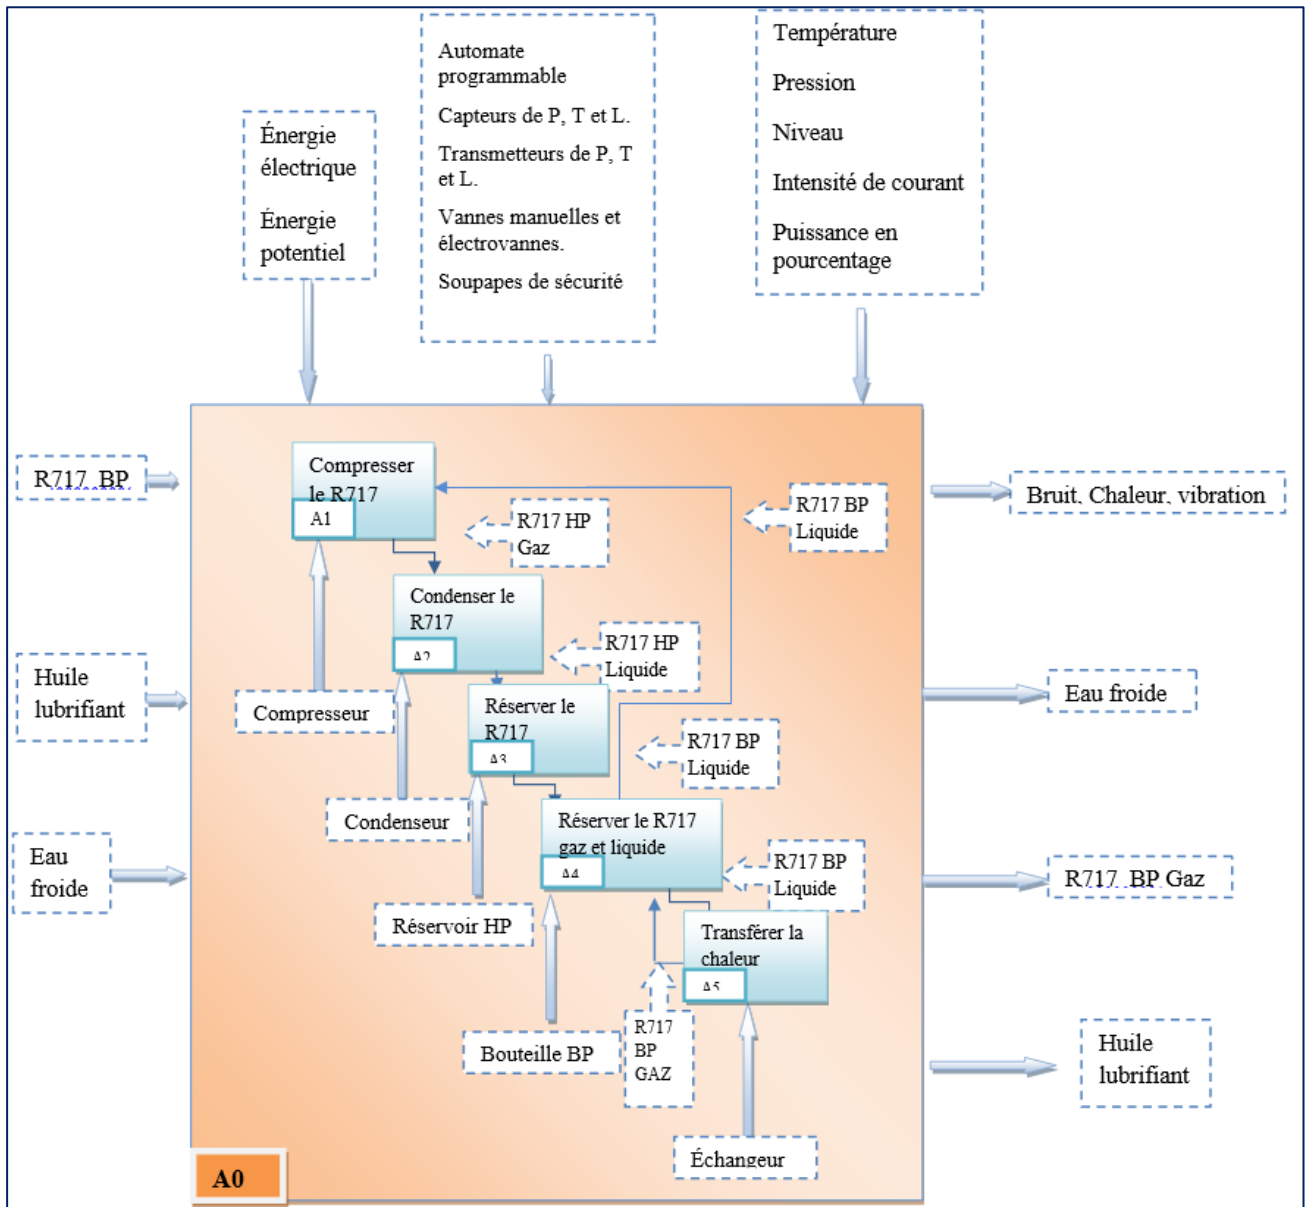 Énergie
électrique
Énergie
potentiel
Automate
programmable
Capteurs de P, T et L.
Transmetteurs de P, T
et L.
Vannes manuelles et
électrovannes.
Soupapes de sécurité
Température
Pression
Niveau
Intensité de courant
Puissance en
pourcentage
R717 BP
Huile
lubrifiant
Eau
froide
Compresser
le R717
A1
R717 HP
Gaz
R717 BP
Liquide
Condenser le
R717
A2
R717 HP
Liquide
Compresseur
Réserver le
R717
A3
R717 BP
Liquide
Condenseur
Réserver le R717
gaz et liquide
A4
R717 BP
Liquide
Réservoir HP
Transférer la
chaleur
A5
Bouteille BP
R717
BP
GAZ
Échangeur
A0
Bruit, Chaleur, vibration
Eau froide
R717 BP Gaz
Huile
lubrifiant